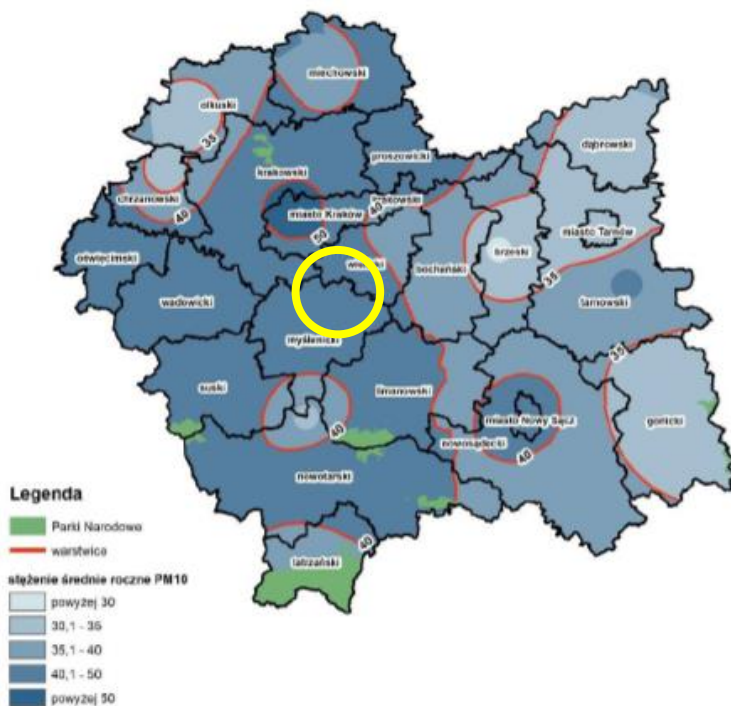 miechowski
olkuski
35
dąbrowski
proszowicki
krakowski
chrzanowski
40
miasto Kraków
40
krakowski
50
miasto Tarnów
oświęcimski
brzeski
bocheński
35
wadowicki
tarnowski
myślenicki
35
suski
limanowski
miasto Nowy Sącz
gorlicki
40
nowosądecki
40
nowotarski
40
tatrzański
Legenda
Parki Narodowe
warstwice
stężenie średnie roczne PM10
powyżej 30
30,1 - 35
35,1 - 40
40,1 - 50
powyżej 50